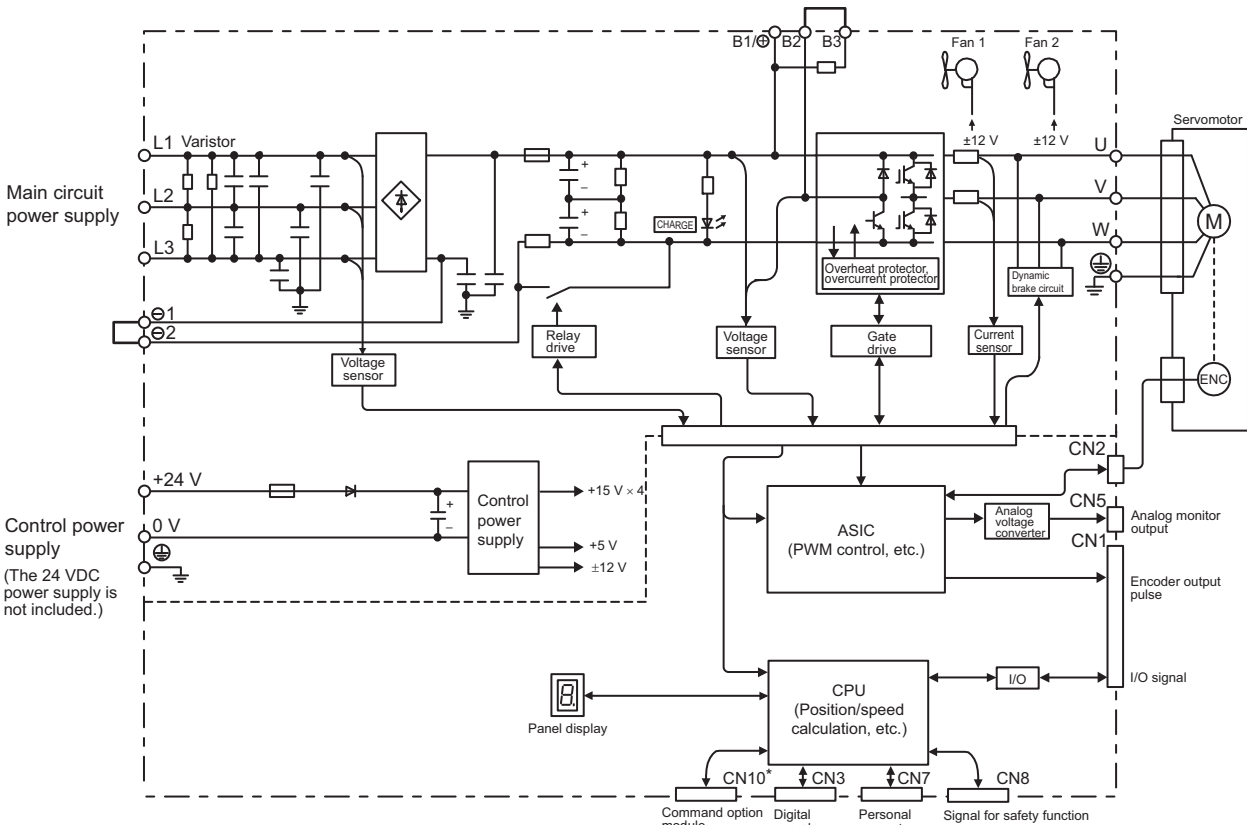 B1/⊕ B2 B3
Fan 1 Fan 2
±12 V ±12 V
Servomotor
L1 Varistor
L2
L3
Main circuit
power supply
⊖1
⊖2
+
–
+
–
CHARGE
Overheat protector,
overcurrent protector
U
V
W
M
Dynamic
brake circuit
Voltage
sensor
Relay
drive
Voltage
sensor
Gate
drive
Current
sensor
ENC
CN2
+24 V
0 V
Control power
supply
(The 24 VDC
power supply is
not included.)
+
–
Control
power
supply
+15 V × 4
+5 V
±12 V
ASIC
(PWM control, etc.)
Analog
voltage
converter
CN5
Analog monitor
output
CN1
Encoder output
pulse
I/O
I/O signal
CPU
(Position/speed
calculation, etc.)
8.
Panel display
CN10* CN3 CN7 CN8
Command option Digital Personal Signal for safety function